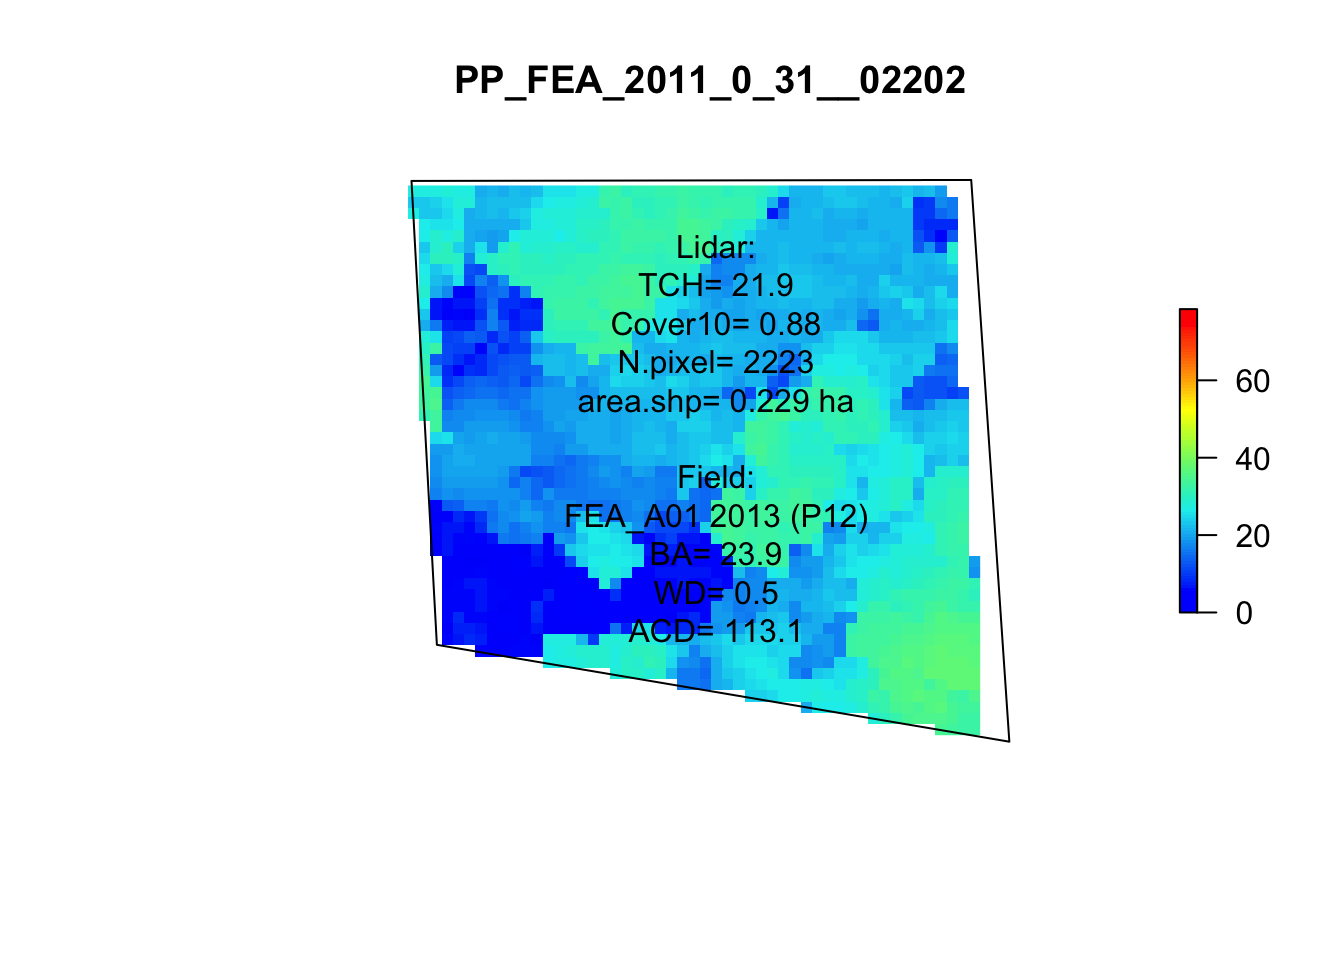 PP_FEA_2011_0_31__02202
Lidar:
TCH= 21.9
Cover10= 0.88
N.pixel= 2223
area.shp= 0.229 ha
Field:
FEA_A01 2013 (P12)
BA= 23.9
WD= 0.5
ACD= 113.1
60
40
20
0